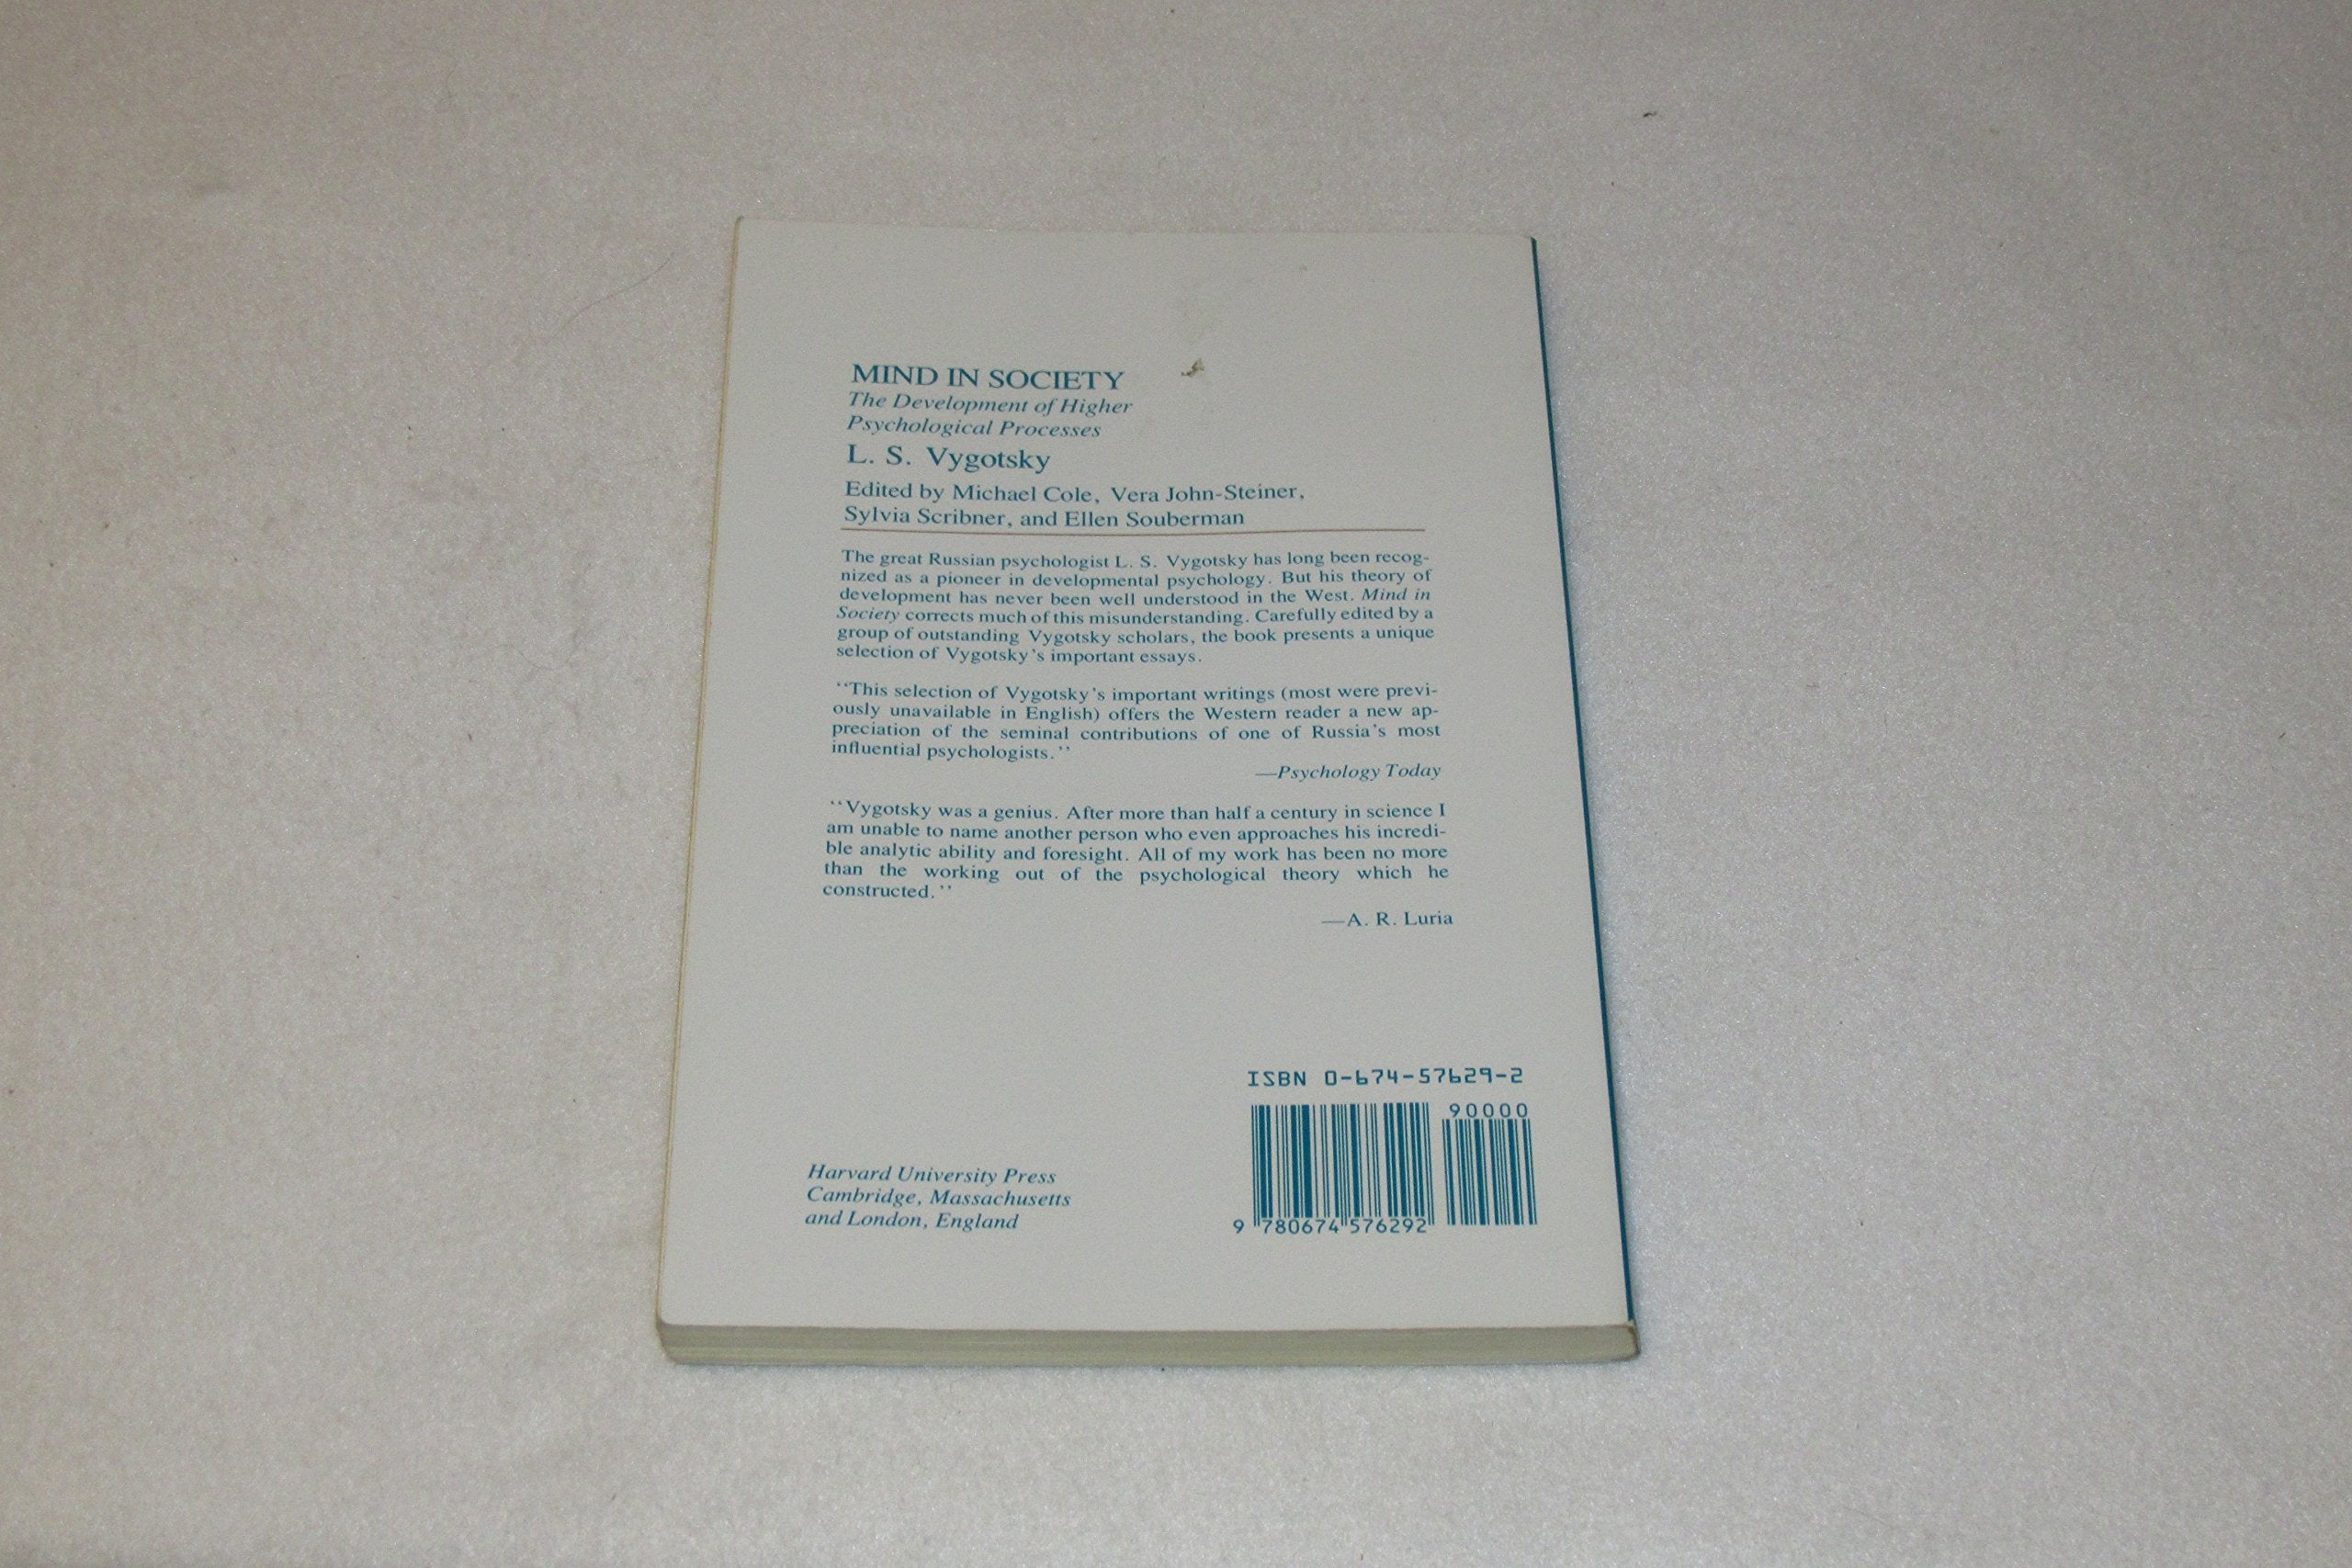 MIND IN SOCIETY
The Development of Higher
Psychological Processes
L. S. Vygotsky
Edited by Michael Cole, Vera John-Steiner,
Sylvia Scribner, and Ellen Souberman
The great Russian psychologist L. S. Vygotsky has long been recog-
nized as a pioneer in developmental psychology. But his theory of
development has never been well understood in the West. Mind in
Society corrects much of this misunderstanding. Carefully edited by a
group of outstanding Vygotsky scholars, the book presents a unique
selection of Vygotsky's important essays.
"This selection of Vygotsky's important writings (most were previ-
ously unavailable in English) offers the Western reader a new ap-
preciation of the seminal contributions of one of Russia's most
influential psychologists."
—Psychology Today
"Vygotsky was a genius. After more than half a century in science I
am unable to name another person who even approaches his incredi-
ble analytic ability and foresight. All of my work has been no more
than the working out of the psychological theory which he
constructed."
—A. R. Luria
ISBN 0-674-57629-2
90000
9 780674 576292
Harvard University Press
Cambridge, Massachusetts
and London, England